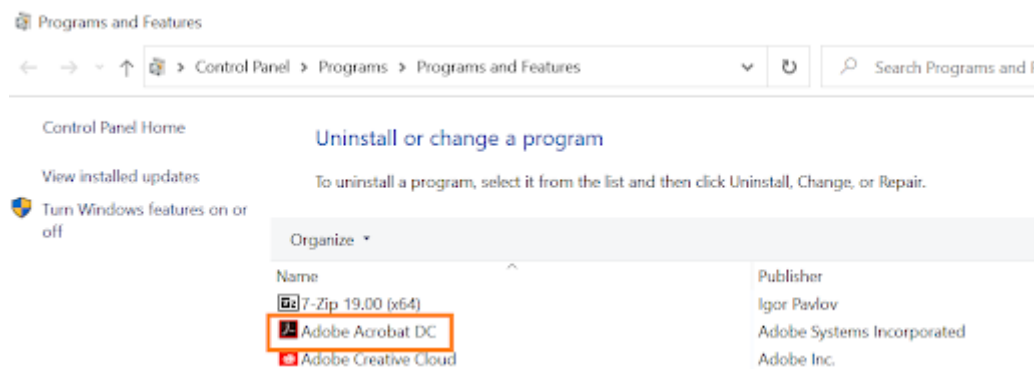 Programs and Features
Control Panel > Programs > Programs and Features
Search Programs and
Control Panel Home
Uninstall or change a program
View installed updates
To uninstall a program, select it from the list and then click Uninstall, Change, or Repair.
Turn Windows features on or
off
Organize
Name Publisher
7-Zip 19.00 (x64) Igor Pavlov
Adobe Acrobat DC Adobe Systems Incorporated
Adobe Creative Cloud Adobe Inc.